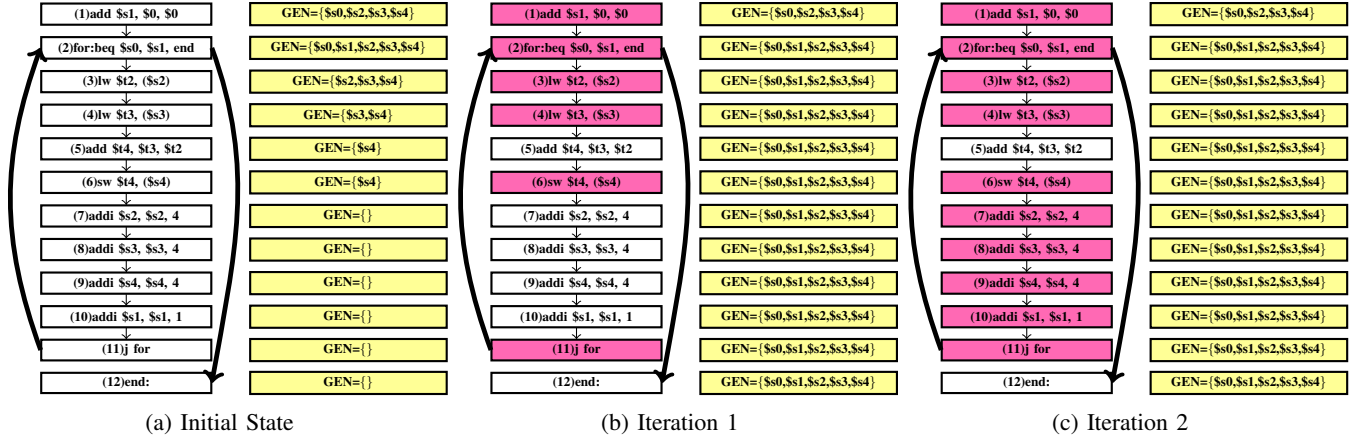 (1)add $s1, $0, $0 GEN={$s0,$s2,$s3,$s4} (1)add $s1, $0, $0 GEN={$s0,$s2,$s3,$s4} (1)add $s1, $0, $0 GEN={$s0,$s2,$s3,$s4}
(2)for:beq $s0, $s1, end GEN={$s0,$s1,$s2,$s3,$s4} (2)for:beq $s0, $s1, end GEN={$s0,$s1,$s2,$s3,$s4} (2)for:beq $s0, $s1, end GEN={$s0,$s1,$s2,$s3,$s4}
(3)lw $t2, ($s2) GEN={$s2,$s3,$s4} (3)lw $t2, ($s2) GEN={$s0,$s1,$s2,$s3,$s4} (3)lw $t2, ($s2) GEN={$s0,$s1,$s2,$s3,$s4}
(4)lw $t3, ($s3) GEN={$s3,$s4} (4)lw $t3, ($s3) GEN={$s0,$s1,$s2,$s3,$s4} (4)lw $t3, ($s3) GEN={$s0,$s1,$s2,$s3,$s4}
(5)add $t4, $t3, $t2 GEN={$s4} (5)add $t4, $t3, $t2 GEN={$s0,$s1,$s2,$s3,$s4} (5)add $t4, $t3, $t2 GEN={$s0,$s1,$s2,$s3,$s4}
(6)sw $t4, ($s4) GEN={$s4} (6)sw $t4, ($s4) GEN={$s0,$s1,$s2,$s3,$s4} (6)sw $t4, ($s4) GEN={$s0,$s1,$s2,$s3,$s4}
(7)addi $s2, $s2, 4 GEN={} (7)addi $s2, $s2, 4 GEN={$s0,$s1,$s2,$s3,$s4} (7)addi $s2, $s2, 4 GEN={$s0,$s1,$s2,$s3,$s4}
(8)addi $s3, $s3, 4 GEN={} (8)addi $s3, $s3, 4 GEN={$s0,$s1,$s2,$s3,$s4} (8)addi $s3, $s3, 4 GEN={$s0,$s1,$s2,$s3,$s4}
(9)addi $s4, $s4, 4 GEN={} (9)addi $s4, $s4, 4 GEN={$s0,$s1,$s2,$s3,$s4} (9)addi $s4, $s4, 4 GEN={$s0,$s1,$s2,$s3,$s4}
(10)addi $s1, $s1, 1 GEN={} (10)addi $s1, $s1, 1 GEN={$s0,$s1,$s2,$s3,$s4} (10)addi $s1, $s1, 1 GEN={$s0,$s1,$s2,$s3,$s4}
(11)j for GEN={} (11)j for GEN={$s0,$s1,$s2,$s3,$s4} (11)j for GEN={$s0,$s1,$s2,$s3,$s4}
(12)end: GEN={} (12)end: GEN={$s0,$s1,$s2,$s3,$s4} (12)end: GEN={$s0,$s1,$s2,$s3,$s4}
(a) Initial State (b) Iteration 1 (c) Iteration 2